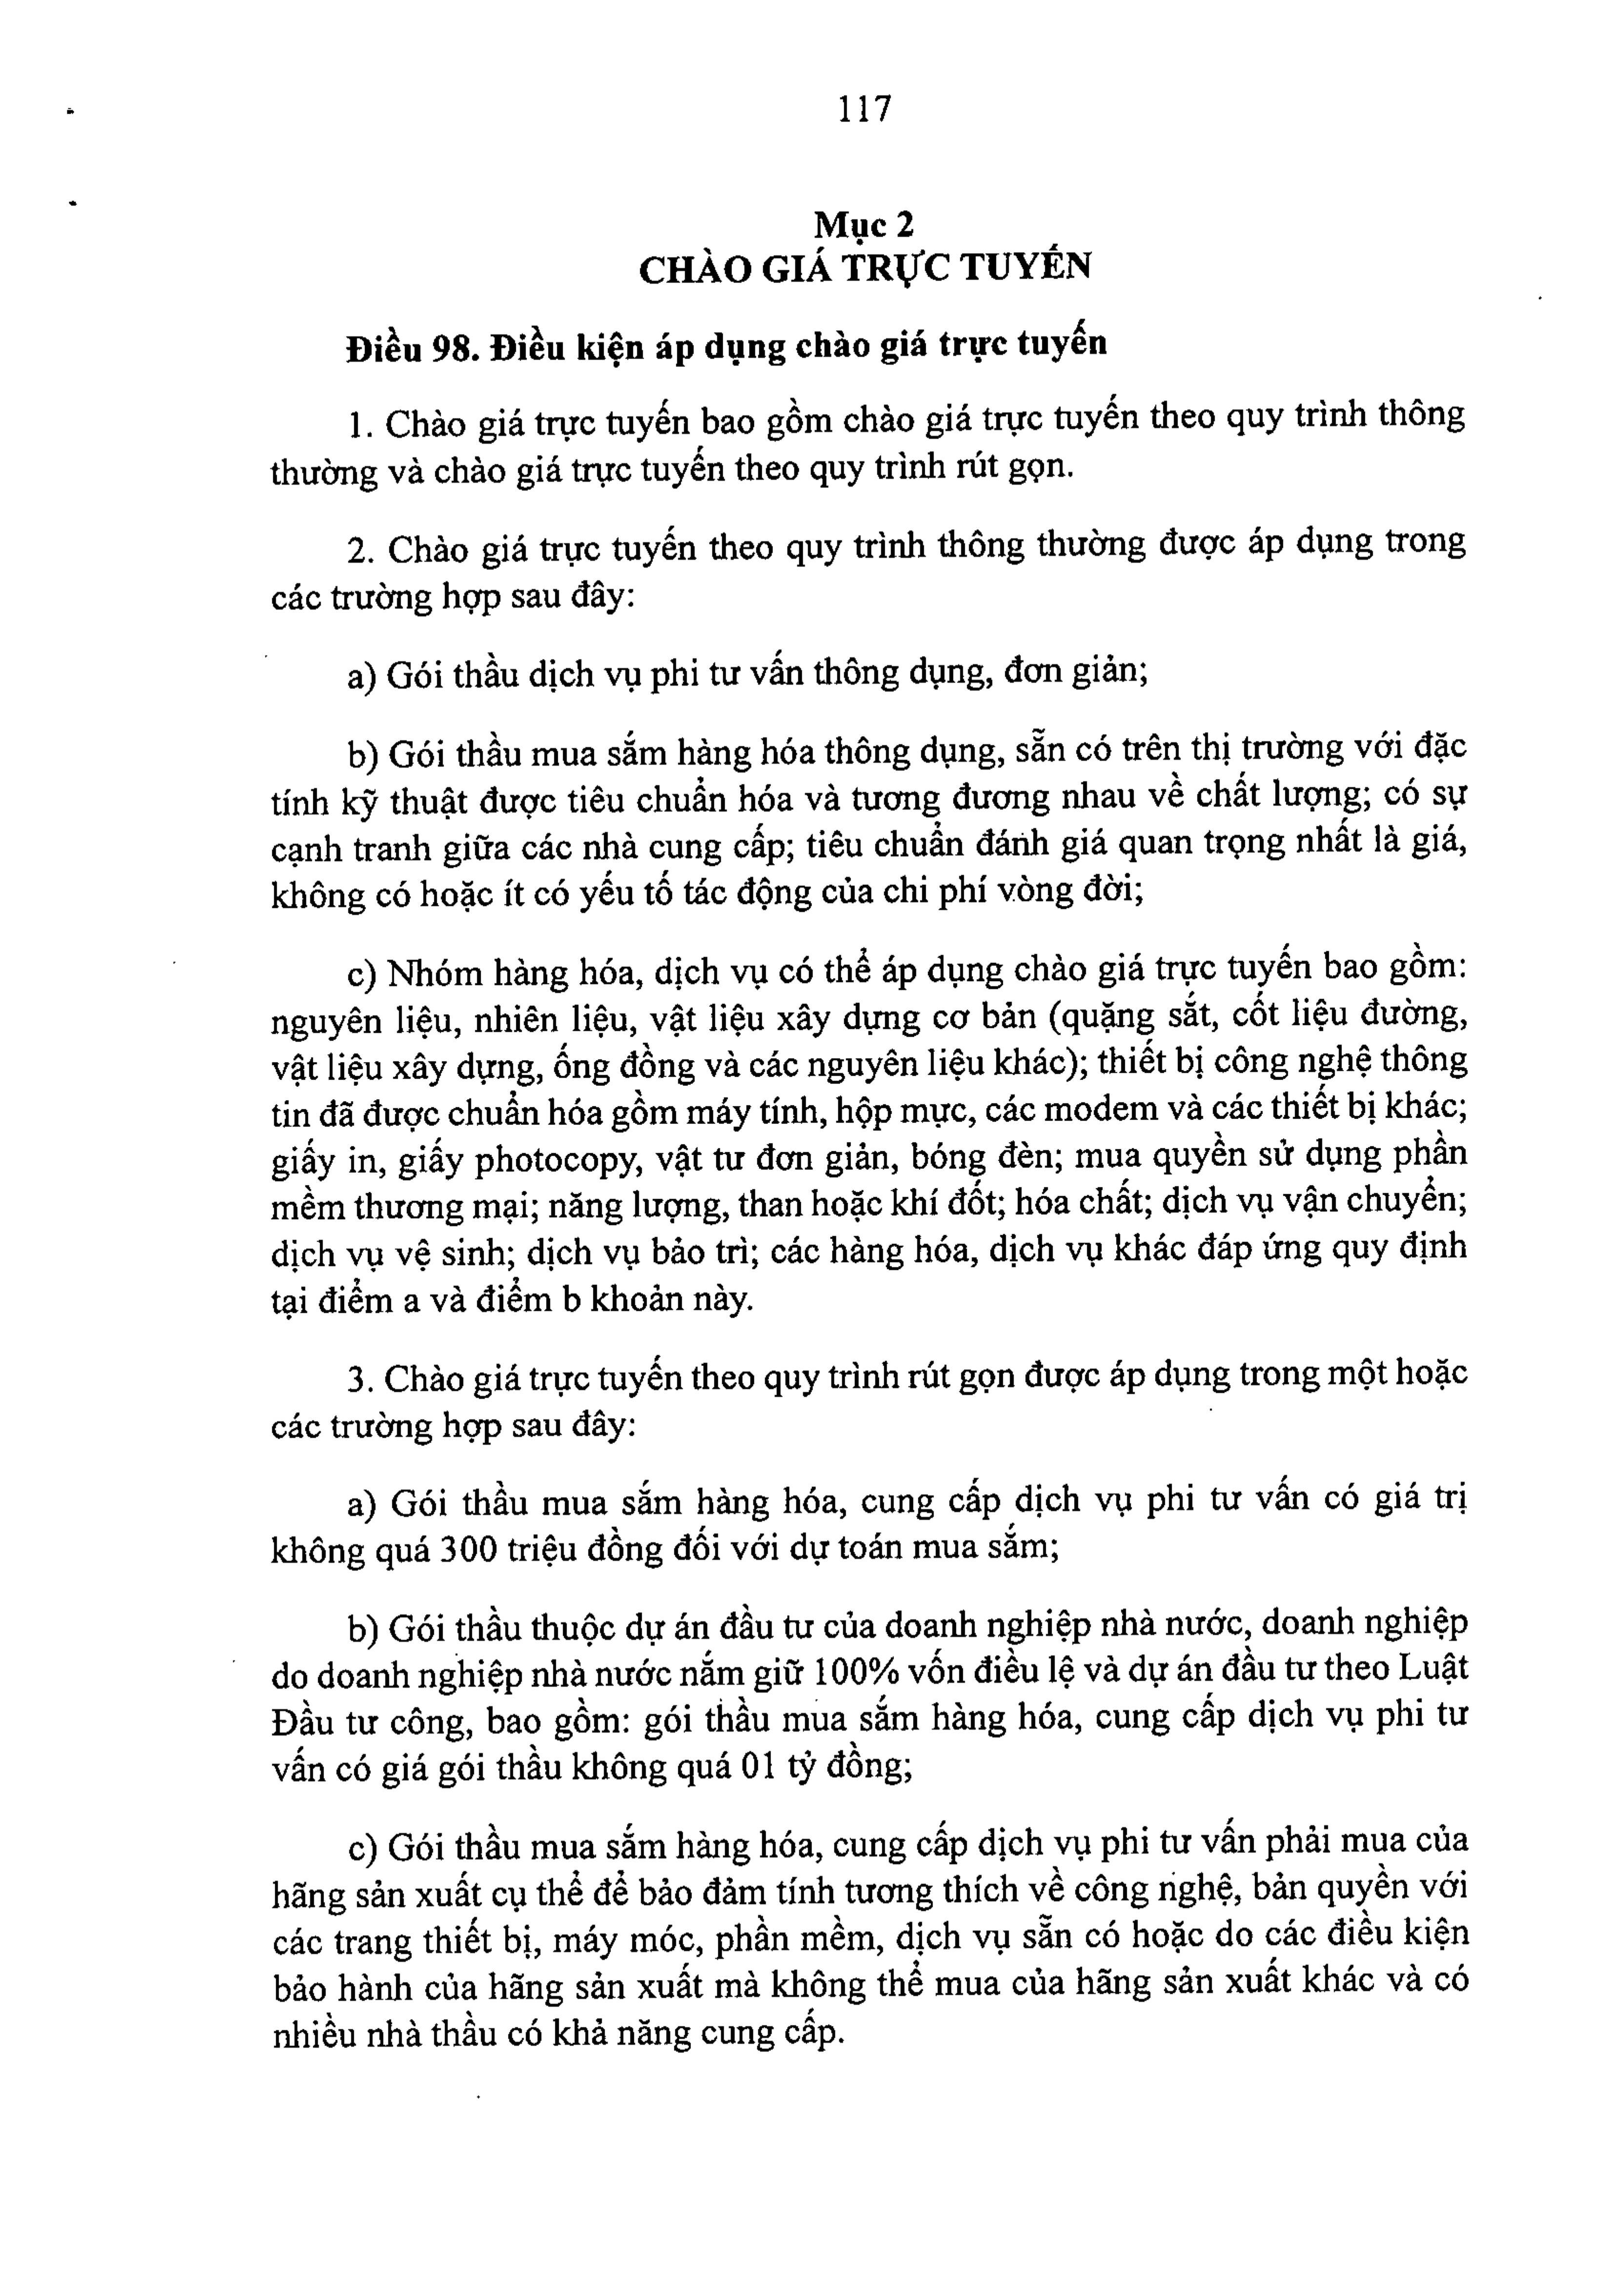 117
Mục 2
CHÀO GIÁ TRỰC TUYẾN
Điều 98. Điều kiện áp dụng chào giá trực tuyến
1. Chào giá trực tuyến bao gồm chào giá trực tuyến theo quy trình thông
thường và chào giá trực tuyến theo quy trình rút gọn.
2. Chào giá trực tuyến theo quy trình thông thường được áp dụng trong
các trường hợp sau đây:
a) Gói thầu dịch vụ phi tư vấn thông dụng, đơn giản;
b) Gói thầu mua sắm hàng hóa thông dụng, sẵn có trên thị trường với đặc
tính kỹ thuật được tiêu chuẩn hóa và tương đương nhau về chất lượng; có sự
cạnh tranh giữa các nhà cung cấp; tiêu chuẩn đánh giá quan trọng nhất là giá,
không có hoặc ít có yếu tố tác động của chi phí vòng đời;
c) Nhóm hàng hóa, dịch vụ có thể áp dụng chào giá trực tuyến bao gồm:
nguyên liệu, nhiên liệu, vật liệu xây dựng cơ bản (quặng sắt, cốt liệu đường,
vật liệu xây dựng, ống đồng và các nguyên liệu khác); thiết bị công nghệ thông
tin đã được chuẩn hóa gồm máy tính, hộp mực, các modem và các thiết bị khác;
giấy in, giấy photocopy, vật tư đơn giản, bóng đèn; mua quyền sử dụng phần
mềm thương mại; năng lượng, than hoặc khí đốt; hóa chất; dịch vụ vận chuyển;
dịch vụ vệ sinh; dịch vụ bảo trì; các hàng hóa, dịch vụ khác đáp ứng quy định
tại điểm a và điểm b khoản này.
3. Chào giá trực tuyến theo quy trình rút gọn được áp dụng trong một hoặc
các trường hợp sau đây:
a) Gói thầu mua sắm hàng hóa, cung cấp dịch vụ phi tư vấn có giá trị
không quá 300 triệu đồng đối với dự toán mua sắm;
b) Gói thầu thuộc dự án đầu tư của doanh nghiệp nhà nước, doanh nghiệp
do doanh nghiệp nhà nước nắm giữ 100% vốn điều lệ và dự án đầu tư theo Luật
Đầu tư công, bao gồm: gói thầu mua sắm hàng hóa, cung cấp dịch vụ phi tư
vấn có giá gói thầu không quá 01 tỷ đồng;
c) Gói thầu mua sắm hàng hóa, cung cấp dịch vụ phi tư vấn phải mua của
hãng sản xuất cụ thể để bảo đảm tính tương thích về công nghệ, bản quyền với
các trang thiết bị, máy móc, phần mềm, dịch vụ sẵn có hoặc do các điều kiện
bảo hành của hãng sản xuất mà không thể mua của hãng sản xuất khác và có
nhiều nhà thầu có khả năng cung cấp.